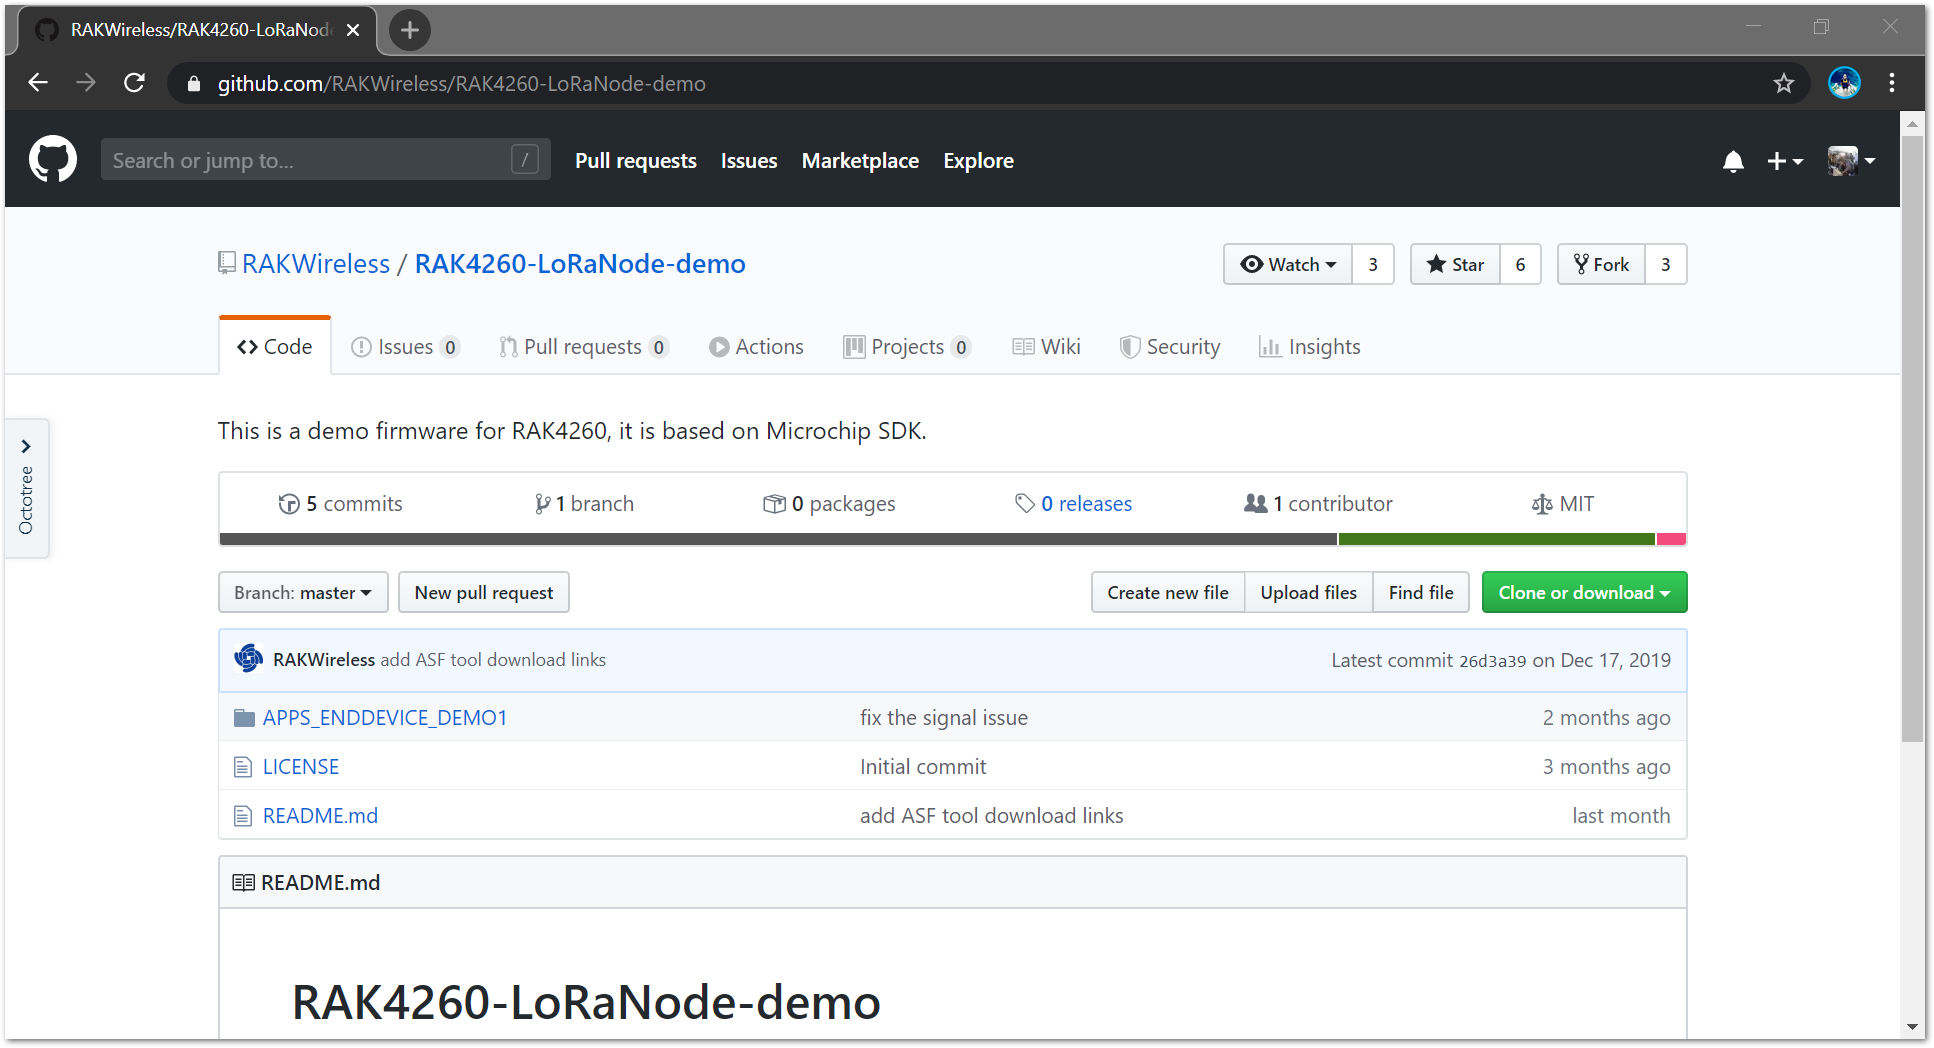 RAKWireless/RAK4260-LoRaNod
github.com/RAKWireless/RAK4260-LoRaNode-demo
Search or jump to... /
Pull requests Issues Marketplace Explore
RAKWireless / RAK4260-LoRaNode-demo
Watch 3 Star 6 Fork 3
Code Issues 0 Pull requests 0 Actions Projects 0 Wiki Security Insights
This is a demo firmware for RAK4260, it is based on Microchip SDK.
Octotree
5 commits 1 branch 0 packages 0 releases 1 contributor MIT
Branch: master New pull request Create new file Upload files Find file Clone or download
RAKWireless add ASF tool download links Latest commit 26d3a39 on Dec 17, 2019
APPS_ENDDEVICE_DEMO1 fix the signal issue 2 months ago
LICENSE Initial commit 3 months ago
README.md add ASF tool download links last month
README.md
RAK4260-LoRaNode-demo